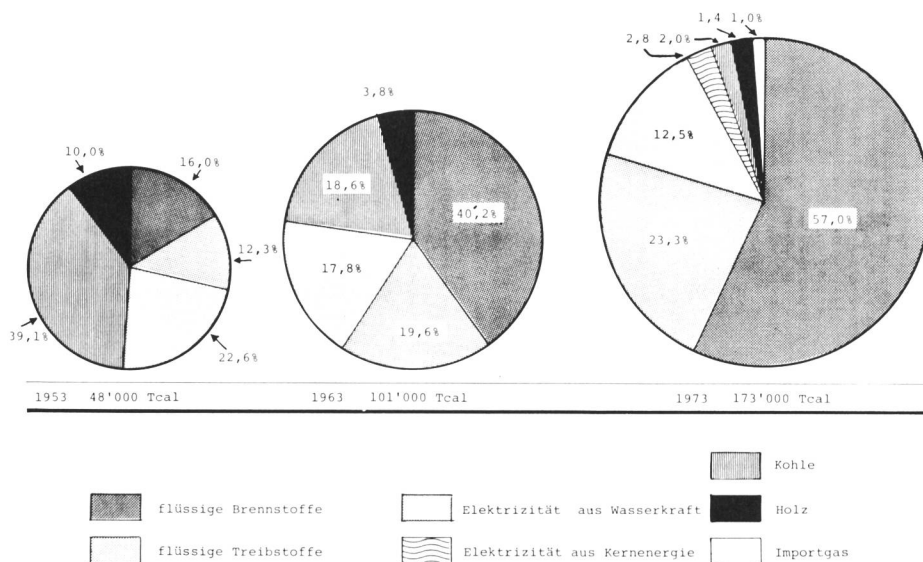 1,4 1,0%
2,8 2,0%
3,8%
12,5%
10,0%
16,0%
18,6%
40,2%
57,0%
23,3%
12,3%
17,8%
39,1%
19,6%
22,6%
1953 48'000 Tcal
1963 101'000 Tcal
1973 173'000 Tcal
Kohle
flüssige Brennstoffe
Elektrizität aus Wasserkraft
Holz
flüssige Treibstoffe
Elektrizität aus Kernenergie
Importgas